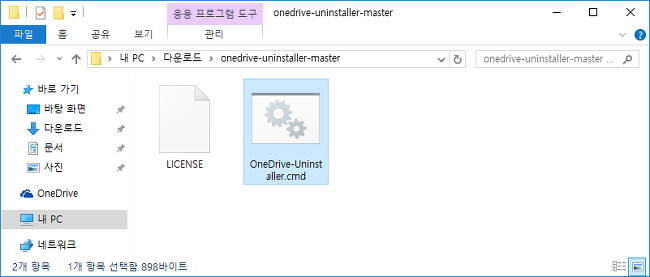 응용 프로그램 도구
onedrive-uninstaller-master
파일
홈
공유
보기
관리
내 PC
다운로드
onedrive-uninstaller-master
onedrive-uninstaller-master ...
바로 가기
바탕 화면
다운로드
문서
사진
OneDrive
내 PC
네트워크
LICENSE
OneDrive-Uninst
aller.cmd
2개 항목
1개 항목 선택함 898바이트